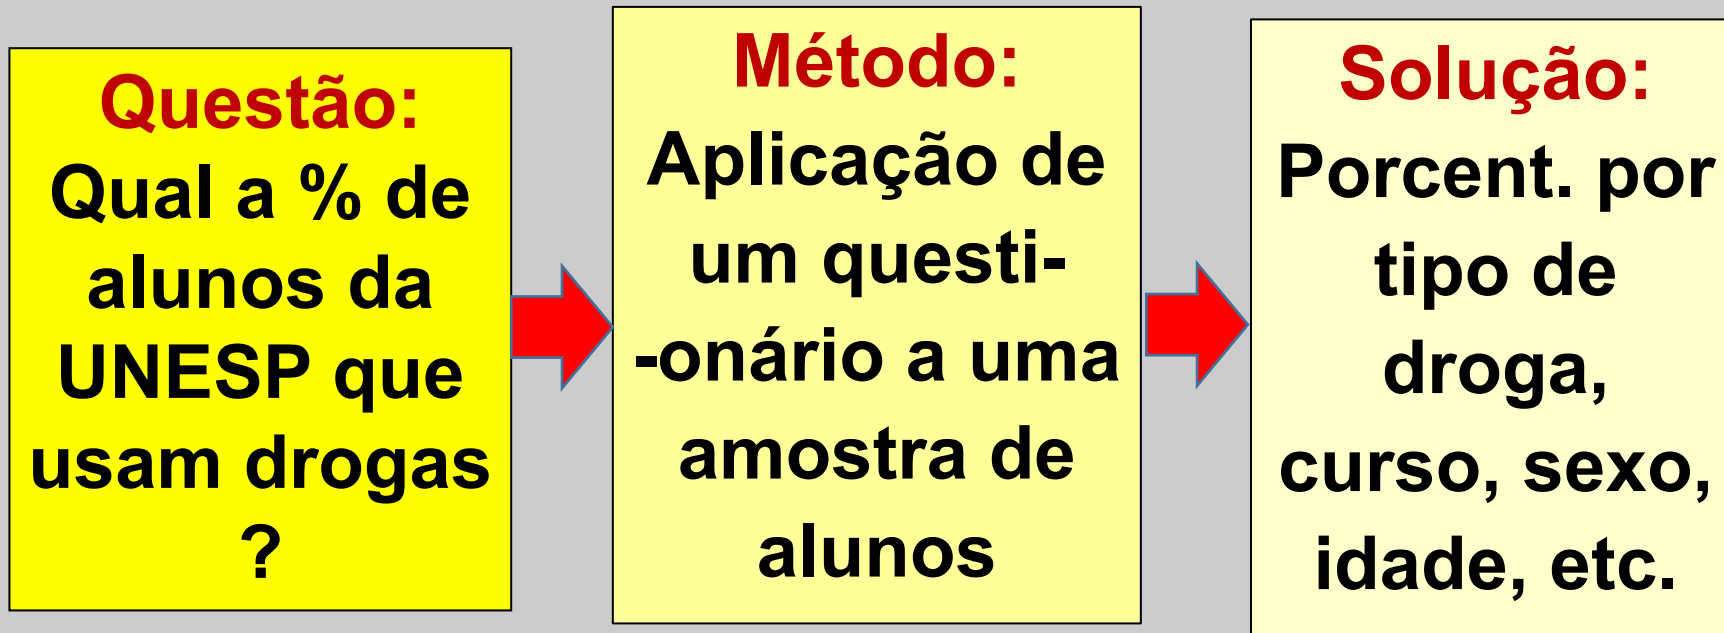 Questão:
Qual a % de
alunos da
UNESP que
usam drogas
?
Método:
Aplicação de
um questi-
-onário a uma
amostra de
alunos
Solução:
Porcent. por
tipo de
droga,
curso, sexo,
idade, etc.